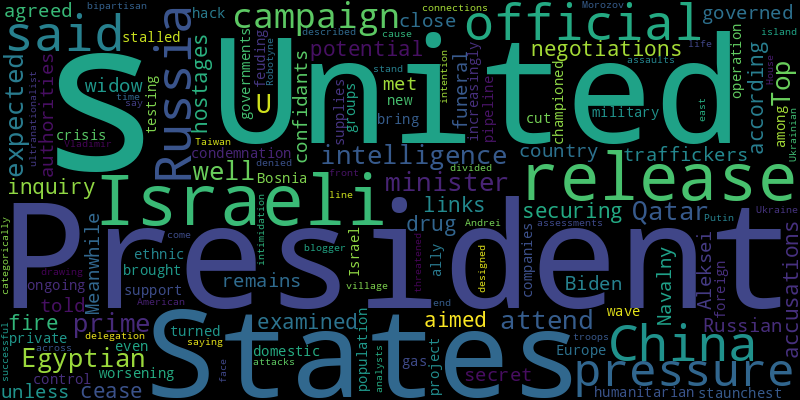 bipartisan
connections
Morozov
agreed
hack
campaign
close
official
governed
said
stalled
described
cause
island
Russia
hostages
governments
feuding
Robotyne
confidants
potential
negotiations
expected
ultranationalist
authorities
widow
testing
S United
U
supplies
groups
met
new
bring
funeral
increasingly
pipeline
stand
life
assaults
intention
championed
cut
military
House
east
operation
according
among
Top
Ukrainian
crisis
time
say
Vladimir
Taiwan
condemnation
denied
well
Bosnia
intelligence
country
traffickers
divided
front
inquiry
Israeli
minister
release
links
securing
Qatar
drug
Andrei
assessments
Putin
Ukraine
categorically
President
Meanwhile
ethnic
come
line
intimidation
blogger
Israel
village
threatened
ally
designed
companies
Biden
Navalny
foreign
Aleksei
accusations
drawing
ongoing
brought
support
American
remains
told
prime
fire
private
successful
across
delegation
saying
turned
even
examined
end
aimed
attend
wave
Russian
Egyptian
States
domestic
attacks
face
population
analysts
gas
project
Europe
troops
China
worsening
control
unless
cease
secret
pressure
humanitarian
staunchest